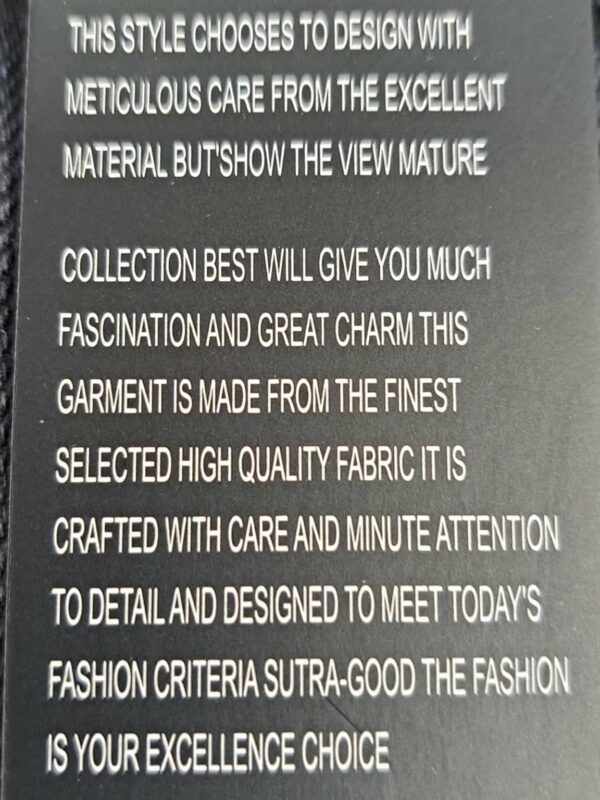 THIS STYLE CHOOSES TO DESIGN WITH
METICULOUS CARE FROM THE EXCELLENT
MATERIAL BUT'SHOW THE VIEW MATURE
COLLECTION BEST WILL GIVE YOU MUCH
FASCINATION AND GREAT CHARM THIS
GARMENT IS MADE FROM THE FINEST
SELECTED HIGH QUALITY FABRIC IT IS
CRAFTED WITH CARE AND MINUTE ATTENTION
TO DETAIL AND DESIGNED TO MEET TODAY'S
FASHION CRITERIA SUTRA-GOOD THE FASHION
IS YOUR EXCELLENCE CHOICE